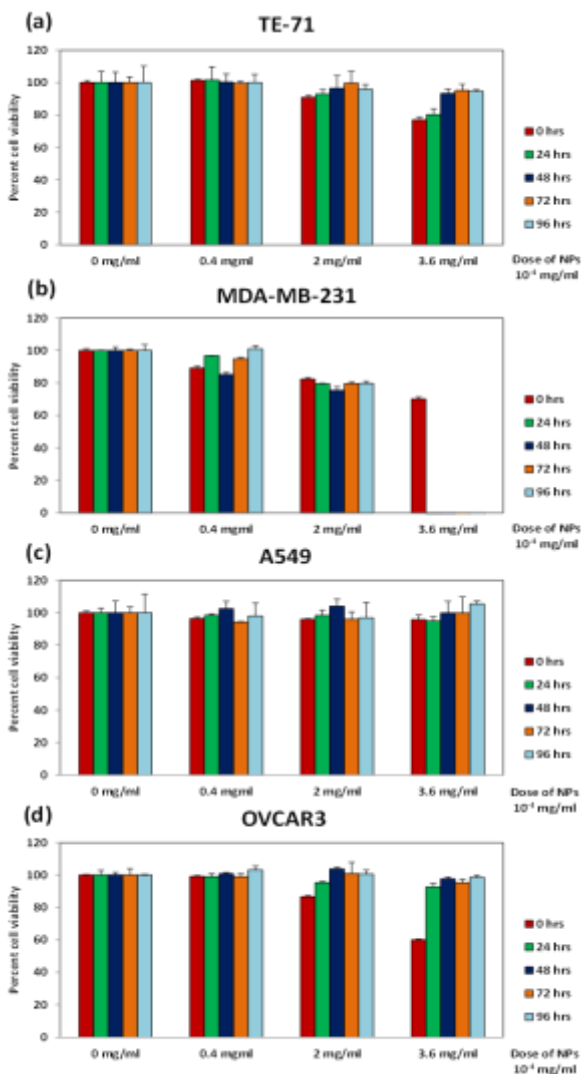 (a)
TE-71
Percent cell viability
120
100
80
60
40
20
0
0 mg/ml
0.4 mgml
2 mg/ml
3.6 mg/ml
0 hrs
24 hrs
48 hrs
72 hrs
96 hrs
Dose of NPs
10⁻⁴ mg/ml
(b)
MDA-MB-231
Percent cell viability
120
100
80
60
40
20
0
0 mg/ml
0.4 mgml
2 mg/ml
3.6 mg/ml
0 hrs
24 hrs
48 hrs
72 hrs
96 hrs
Dose of NPs
10⁻⁴ mg/ml
(c)
A549
Percent cell viability
120
100
80
60
40
20
0
0 mg/ml
0.4 mgml
2 mg/ml
3.6 mg/ml
0 hrs
24 hrs
48 hrs
72 hrs
96 hrs
Dose of NPs
10⁻⁴ mg/ml
(d)
OVCAR3
Percent cell viability
120
100
80
60
40
20
0
0 mg/ml
0.4 mgml
2 mg/ml
3.6 mg/ml
0 hrs
24 hrs
48 hrs
72 hrs
96 hrs
Dose of NPs
10⁻⁴ mg/ml